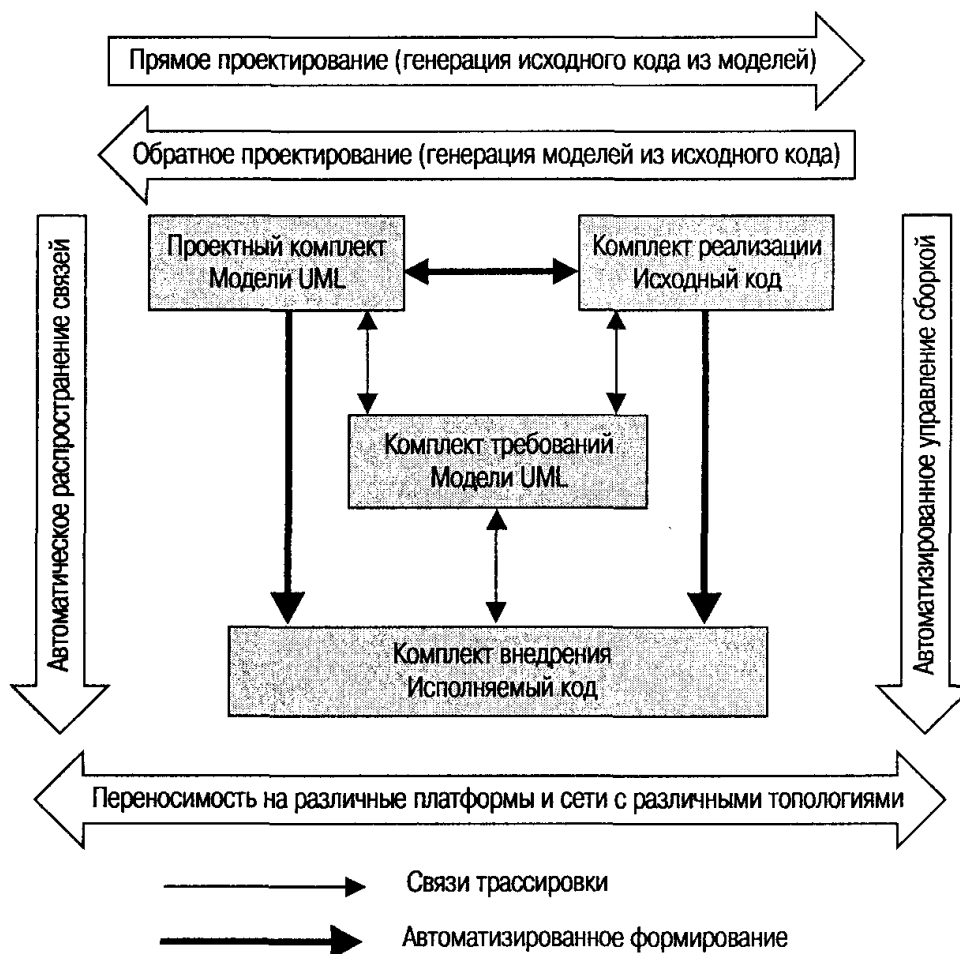 Прямое проектирование (генерация исходного кода из моделей)
Обратное проектирование (генерация моделей из исходного кода)
Автоматическое распространение связей
Проектный комплект
Модели UML
Комплект реализации
Исходный код
Автоматизированное управление сборкой
Комплект требований
Модели UML
Комплект внедрения
Исполняемый код
Переносимость на различные платформы и сети с различными топологиями
Связи трассировки
Автоматизированное формирование